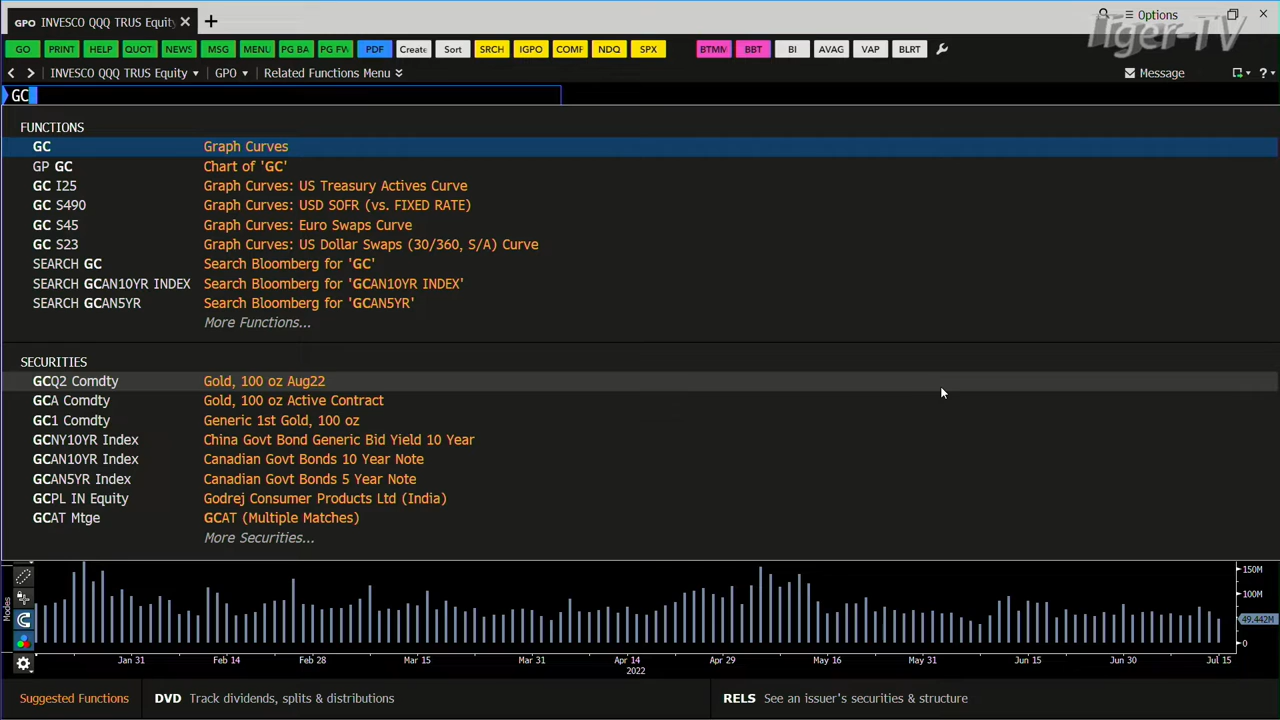 GPO INVESCO QQQ TRUS Equity
Options
Tiger-TV
GO PRINT HELP QUOT NEWS MSG MENU PG BA PG FW PDF Create Sort SRCH IGPO COMF NDQ SPX BTMM BBT BI AVAG VAP BLRT
INVESCO QQQ TRUS Equity GPO Related Functions Menu Message ?
GC
FUNCTIONS
GC Graph Curves
GP GC Chart of 'GC'
GC I25 Graph Curves: US Treasury Actives Curve
GC S490 Graph Curves: USD SOFR (vs. FIXED RATE)
GC S45 Graph Curves: Euro Swaps Curve
GC S23 Graph Curves: US Dollar Swaps (30/360, S/A) Curve
SEARCH GC Search Bloomberg for 'GC'
SEARCH GCAN10YR INDEX Search Bloomberg for 'GCAN10YR INDEX'
SEARCH GCAN5YR Search Bloomberg for 'GCAN5YR'
More Functions...
SECURITIES
GCQ2 Comdty Gold, 100 oz Aug22
GCA Comdty Gold, 100 oz Active Contract
GC1 Comdty Generic 1st Gold, 100 oz
GCNY10YR Index China Govt Bond Generic Bid Yield 10 Year
GCAN10YR Index Canadian Govt Bonds 10 Year Note
GCAN5YR Index Canadian Govt Bonds 5 Year Note
GCPL IN Equity Godrej Consumer Products Ltd (India)
GCAT Mtge GCAT (Multiple Matches)
More Securities...
Modes
150M
100M
49.442M
0
Jan 31 Feb 14 Feb 28 Mar 15 Mar 31 Apr 14 Apr 29 May 16 May 31 Jun 15 Jun 30 Jul 15
2022
Suggested Functions DVD Track dividends, splits & distributions RELS See an issuer's securities & structure